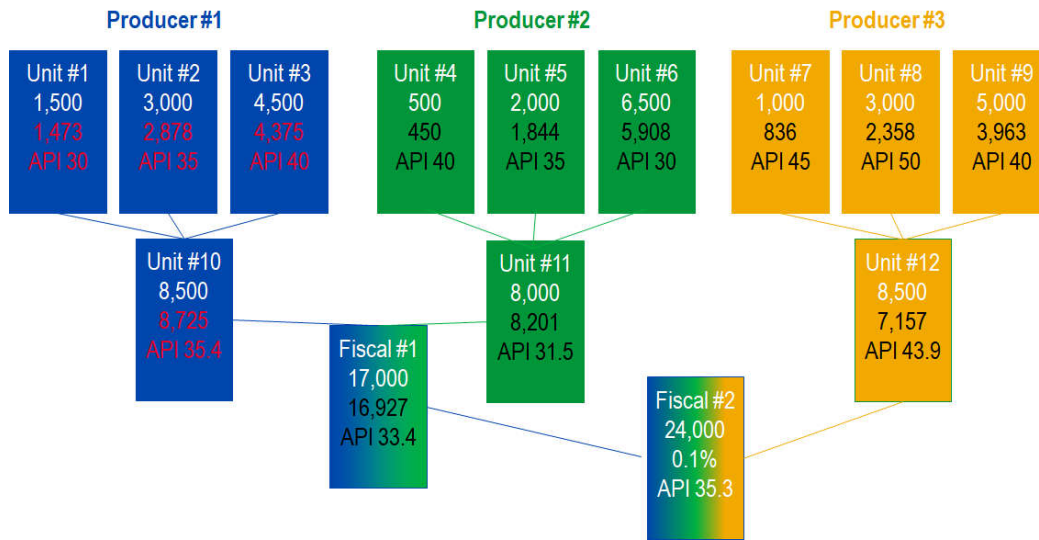 Producer #1
Producer #2
Producer #3
Unit #1
1,500
1,473
API 30
Unit #2
3,000
2,878
API 35
Unit #3
4,500
4,375
API 40
Unit #4
500
450
API 40
Unit #5
2,000
1,844
API 35
Unit #6
6,500
5,908
API 30
Unit #7
1,000
836
API 45
Unit #8
3,000
2,358
API 50
Unit #9
5,000
3,963
API 40
Unit #10
8,500
8,725
API 35.4
Unit #11
8,000
8,201
API 31.5
Unit #12
8,500
7,157
API 43.9
Fiscal #1
17,000
16,927
API 33.4
Fiscal #2
24,000
0.1%
API 35.3